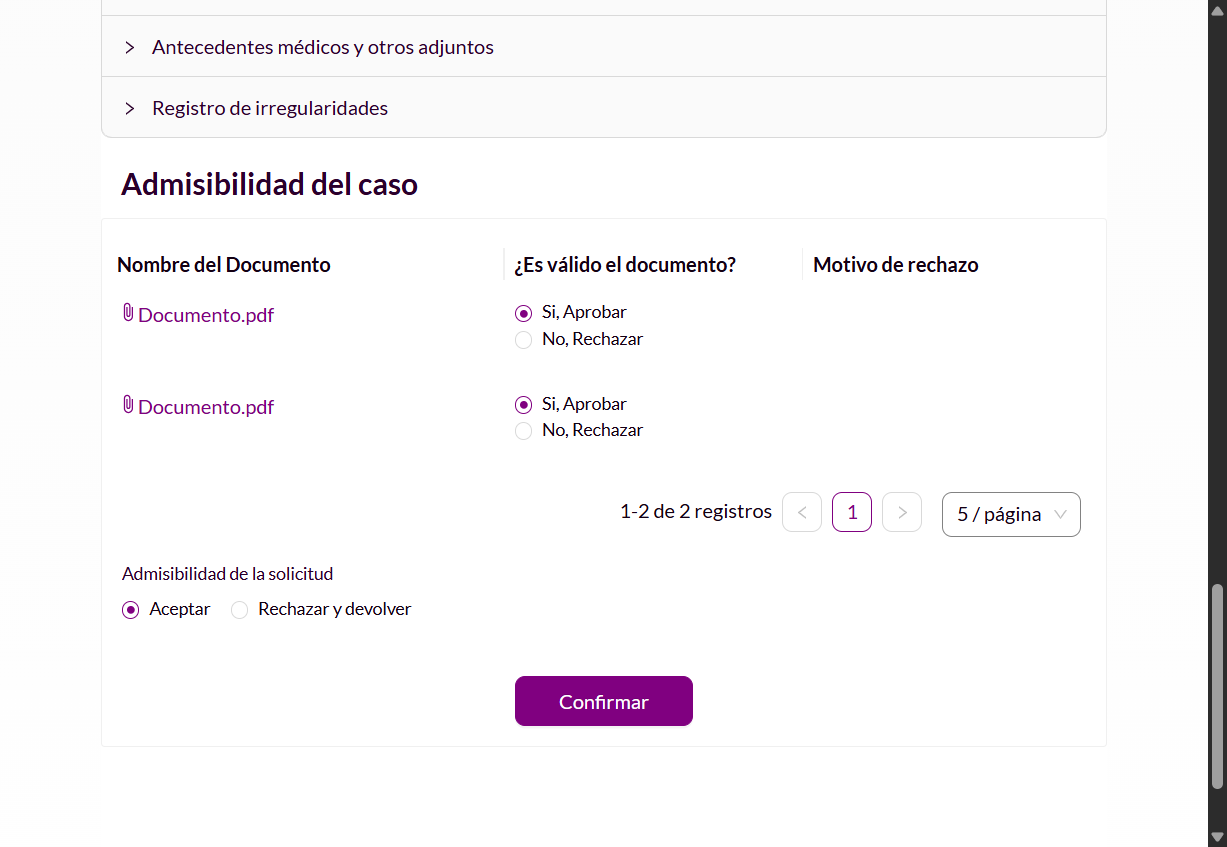 Antecedentes médicos y otros adjuntos
Registro de irregularidades
Admisibilidad del caso
Nombre del Documento
¿Es válido el documento?
Motivo de rechazo
Documento.pdf
Si, Aprobar
No, Rechazar
Documento.pdf
Si, Aprobar
No, Rechazar
1-2 de 2 registros
1
5 / página
Admisibilidad de la solicitud
Aceptar
Rechazar y devolver
Confirmar